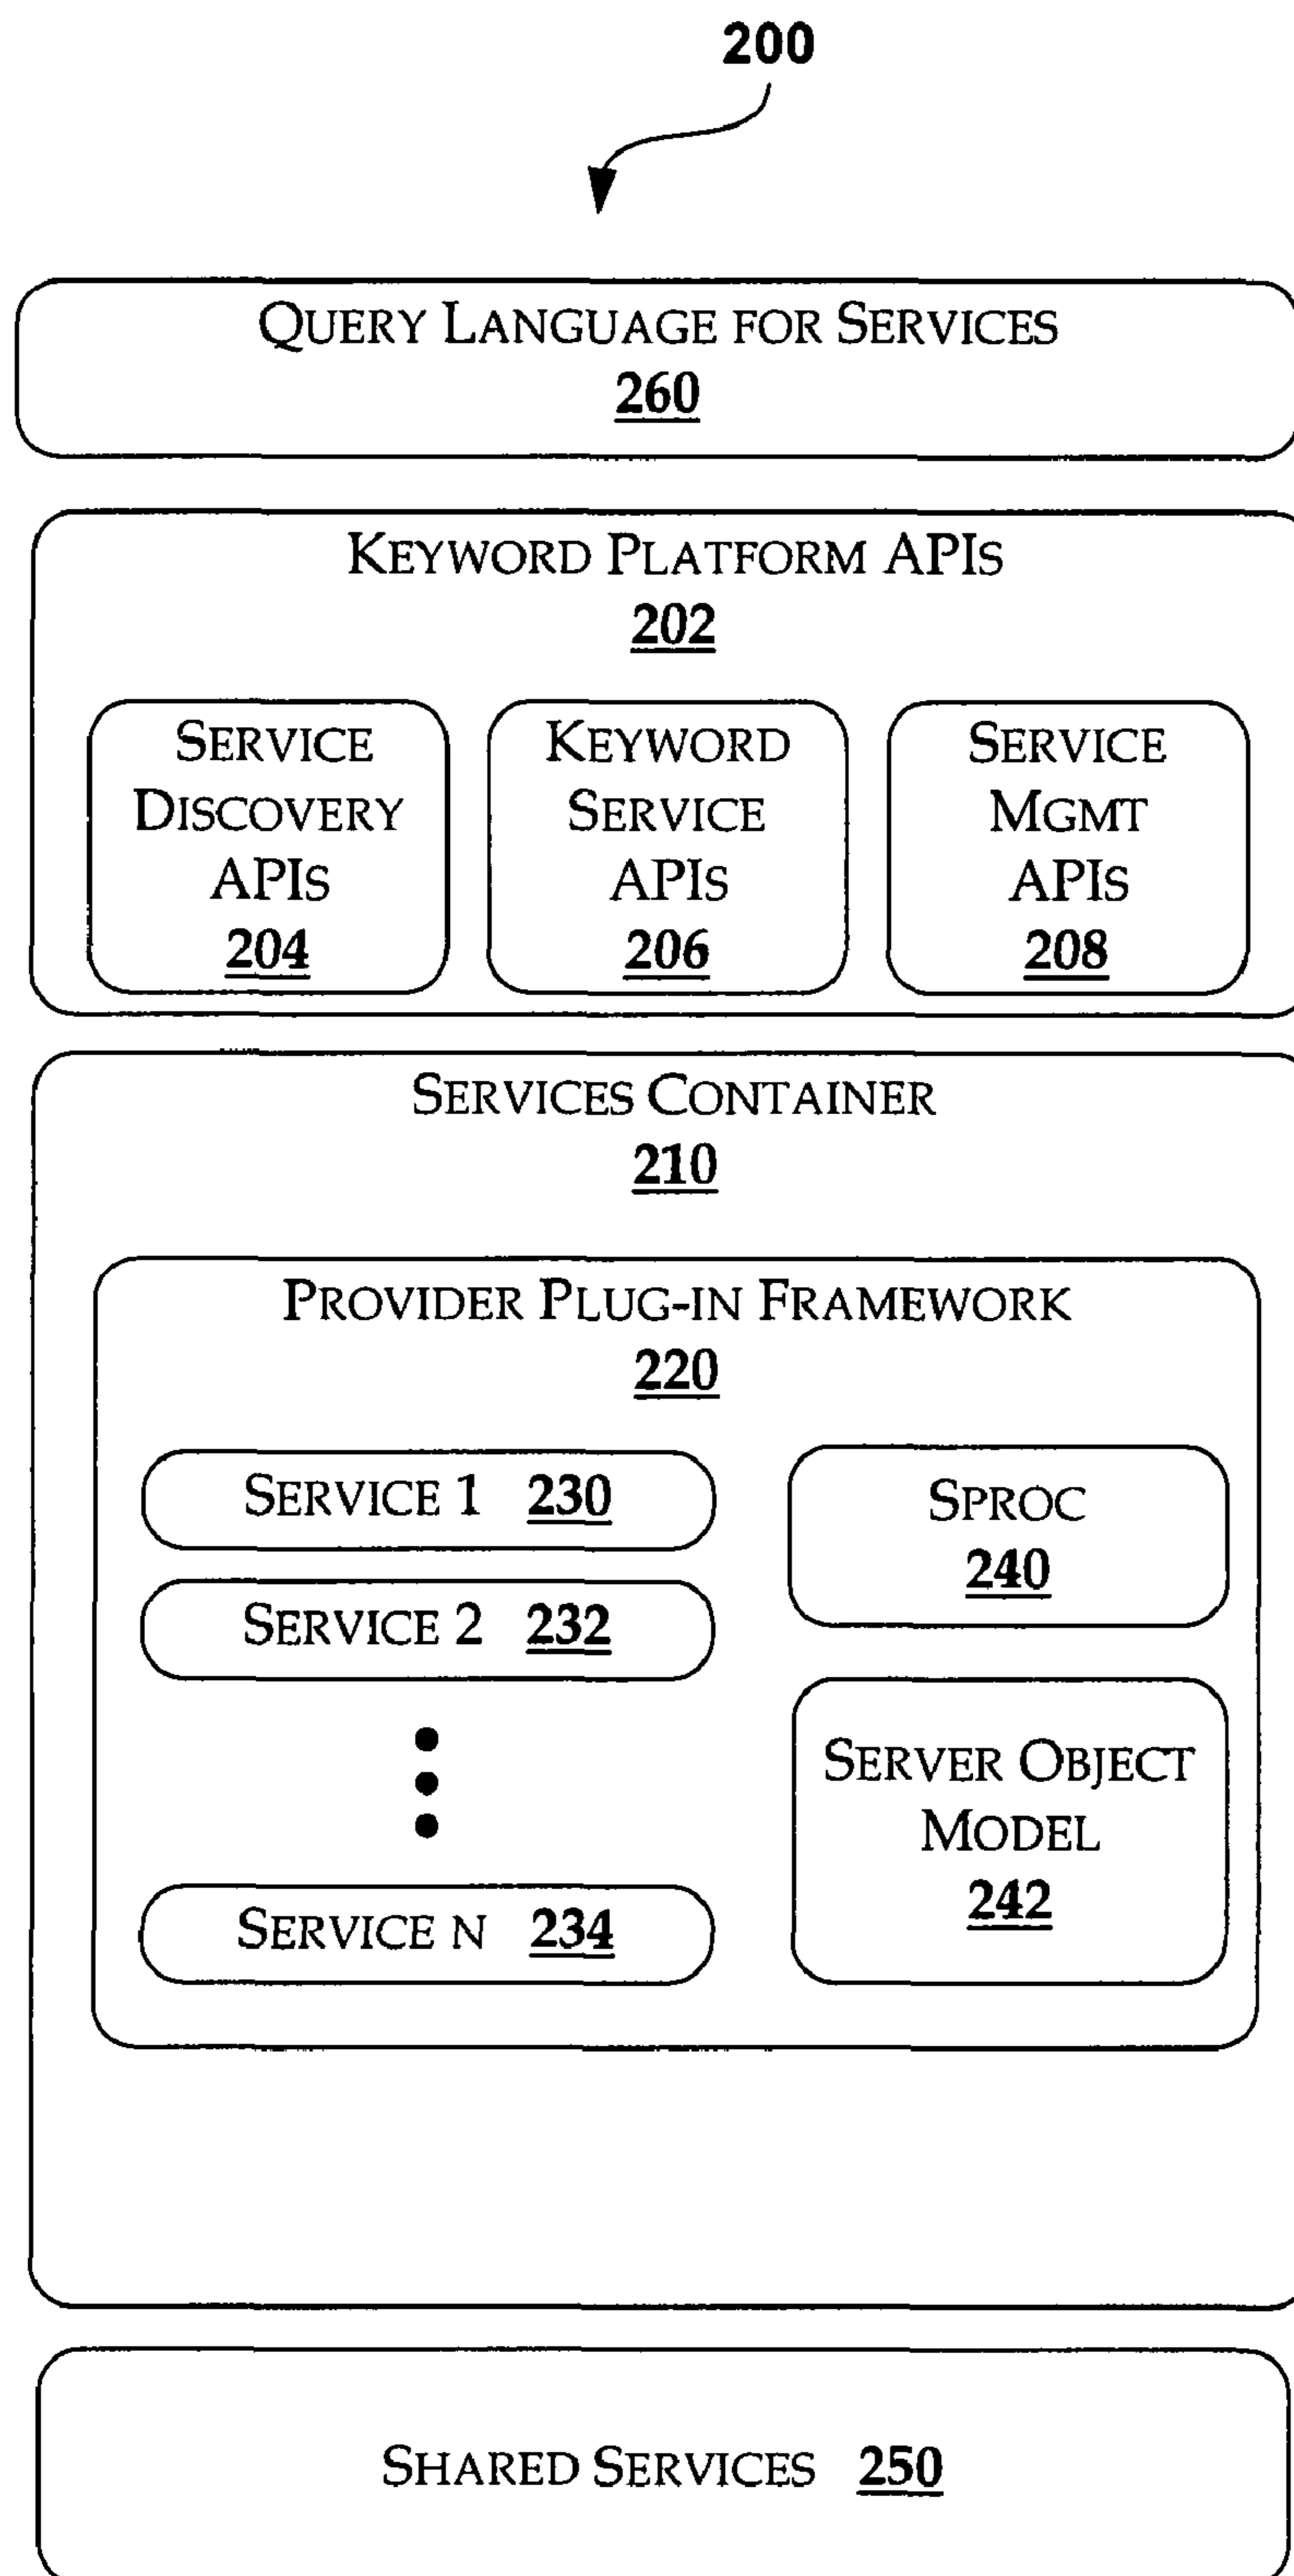 200
QUERY LANGUAGE FOR SERVICES
260
KEYWORD PLATFORM APIS
202
SERVICE
DISCOVERY
APIS
204
KEYWORD
SERVICE
APIS
206
SERVICE
MGMT
APIS
208
SERVICES CONTAINER
210
PROVIDER PLUG-IN FRAMEWORK
220
SERVICE 1 230
SERVICE 2 232
SERVICE N 234
SPROC
240
SERVER OBJECT
MODEL
242
SHARED SERVICES 250